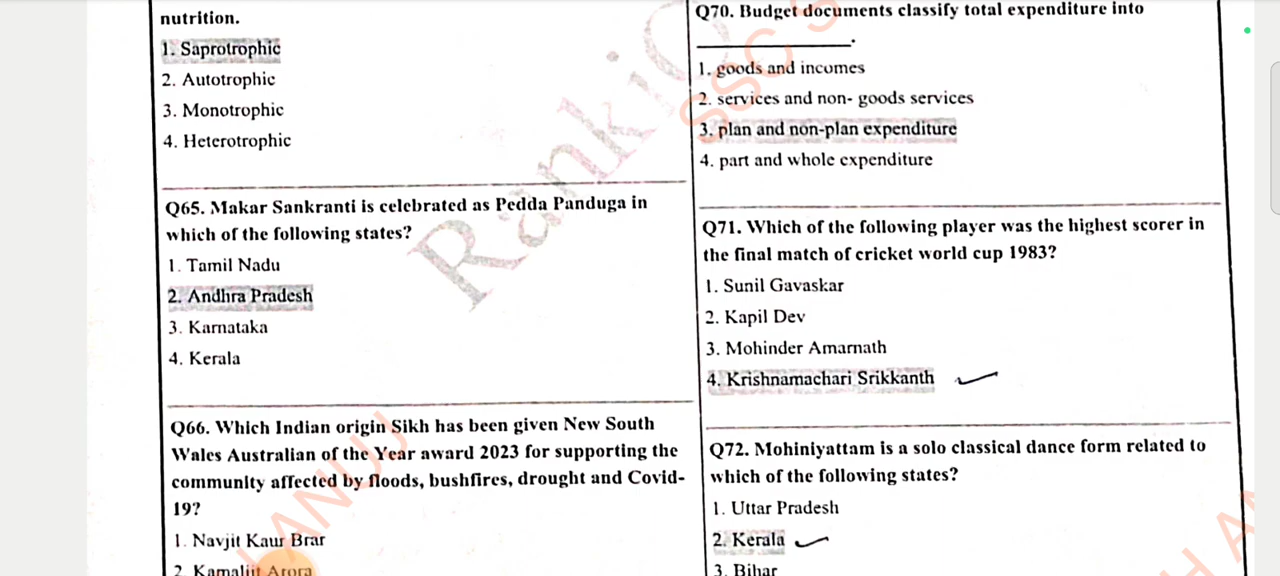 nutrition.
1. Saprotrophic
2. Autotrophic
3. Monotrophic
4. Heterotrophic
Q65. Makar Sankranti is celebrated as Pedda Panduga in
which of the following states?
1. Tamil Nadu
2. Andhra Pradesh
3. Karnataka
4. Kerala
Q66. Which Indian origin Sikh has been given New South
Wales Australian of the Year award 2023 for supporting the
community affected by floods, bushfires, drought and Covid-
19?
1. Navjit Kaur Brar
2. Kamaljit Arora
Q70. Budget documents classify total expenditure into
____________.
1. goods and incomes
2. services and non- goods services
3. plan and non-plan expenditure
4. part and whole expenditure
Q71. Which of the following player was the highest scorer in
the final match of cricket world cup 1983?
1. Sunil Gavaskar
2. Kapil Dev
3. Mohinder Amarnath
4. Krishnamachari Srikkanth
Q72. Mohiniyattam is a solo classical dance form related to
which of the following states?
1. Uttar Pradesh
2. Kerala
3. Bihar